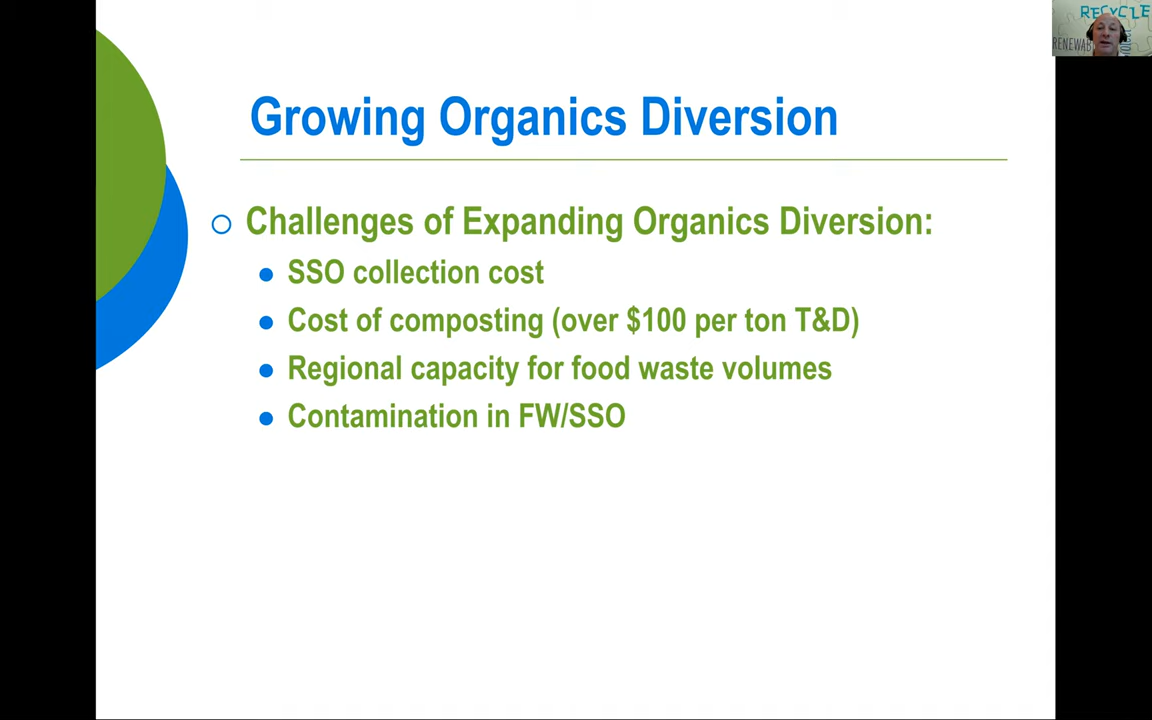 RECYCLE
RENEWAB
Growing Organics Diversion
Challenges of Expanding Organics Diversion:
SSO collection cost
Cost of composting (over $100 per ton T&D)
Regional capacity for food waste volumes
Contamination in FW/SSO